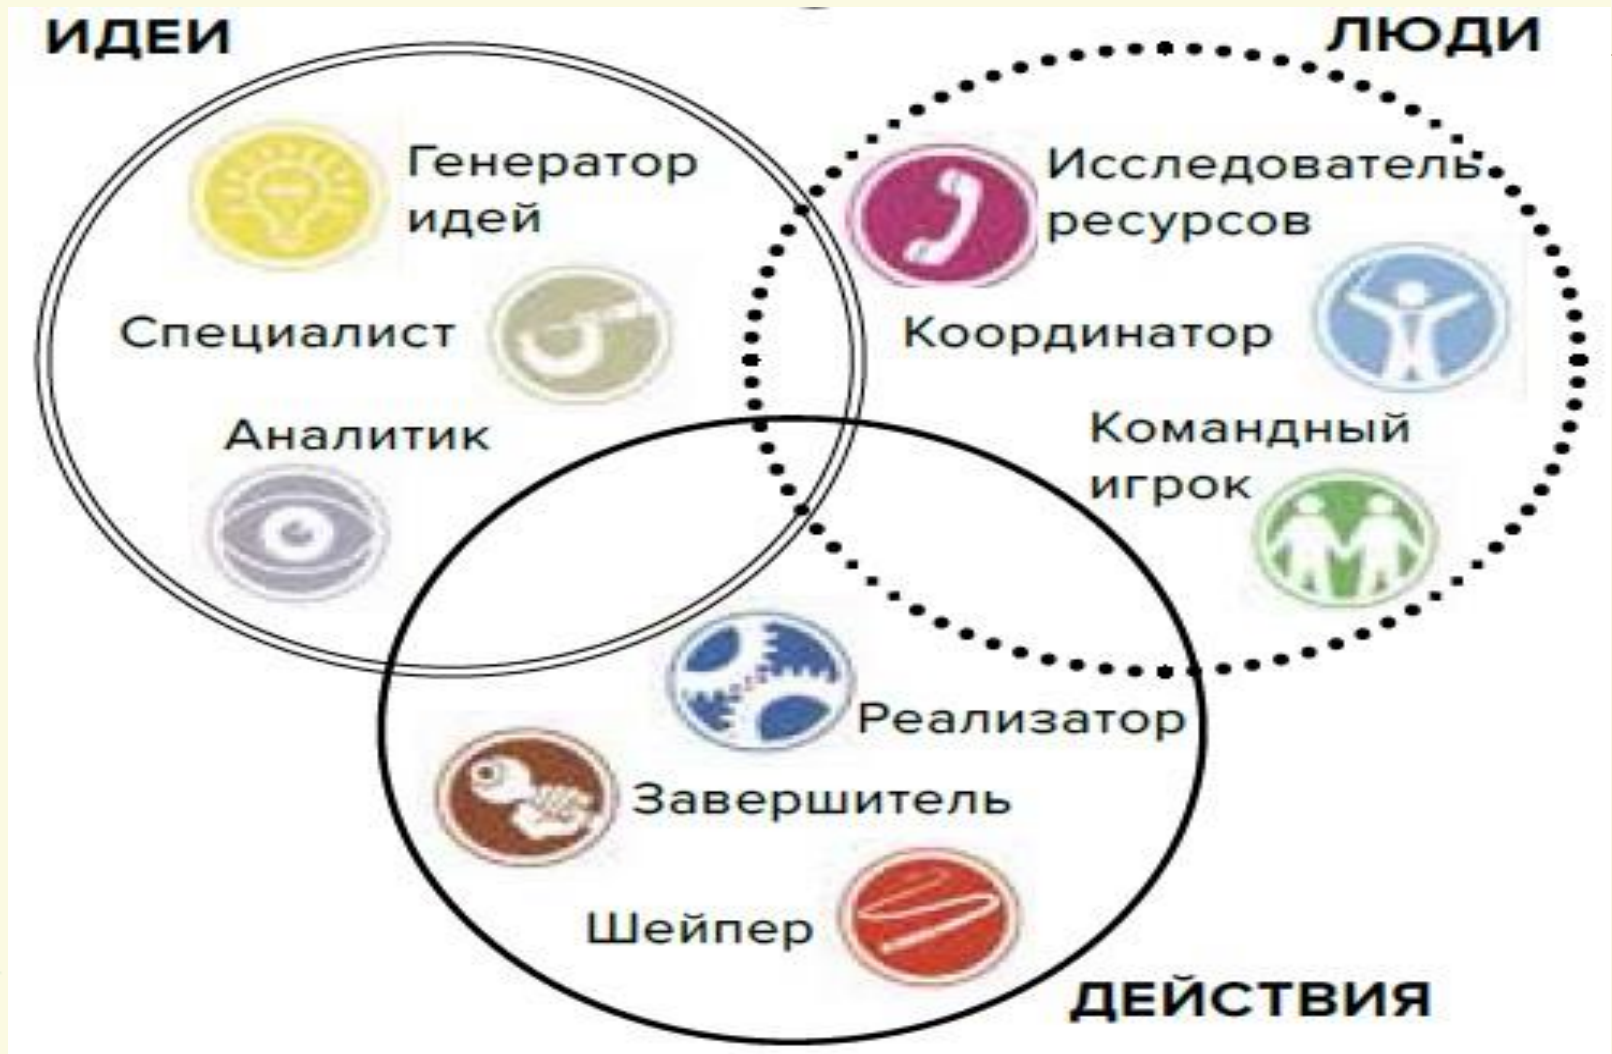 ИДЕИ
ЛЮДИ
Генератор
идей
Специалист
Аналитик
Исследователь
ресурсов
Координатор
Командный
игрок
Реализатор
Завершитель
Шейпер
ДЕЙСТВИЯ